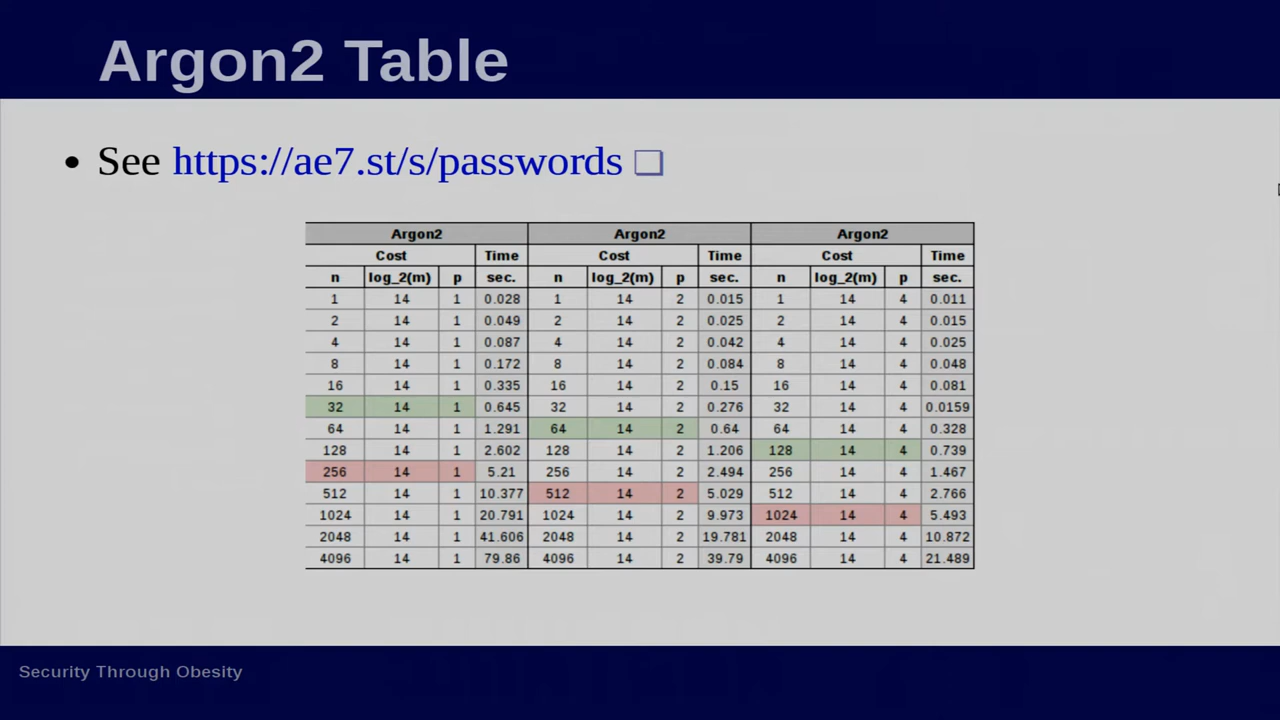 Argon2 Table
• See https://ae7.st/s/passwords ❏
Argon2 Argon2 Argon2
Cost Time Cost Time Cost Time
n log_2(m) p sec. n log_2(m) p sec. n log_2(m) p sec.
1 14 1 0.028 1 14 2 0.015 1 14 4 0.011
2 14 1 0.049 2 14 2 0.025 2 14 4 0.015
4 14 1 0.087 4 14 2 0.042 4 14 4 0.025
8 14 1 0.172 8 14 2 0.084 8 14 4 0.048
16 14 1 0.335 16 14 2 0.15 16 14 4 0.081
32 14 1 0.645 32 14 2 0.276 32 14 4 0.0159
64 14 1 1.291 64 14 2 0.64 64 14 4 0.328
128 14 1 2.602 128 14 2 1.206 128 14 4 0.739
256 14 1 5.21 256 14 2 2.494 256 14 4 1.467
512 14 1 10.377 512 14 2 5.029 512 14 4 2.766
1024 14 1 20.791 1024 14 2 9.973 1024 14 4 5.493
2048 14 1 41.606 2048 14 2 19.781 2048 14 4 10.872
4096 14 1 79.86 4096 14 2 39.79 4096 14 4 21.489
Security Through Obesity